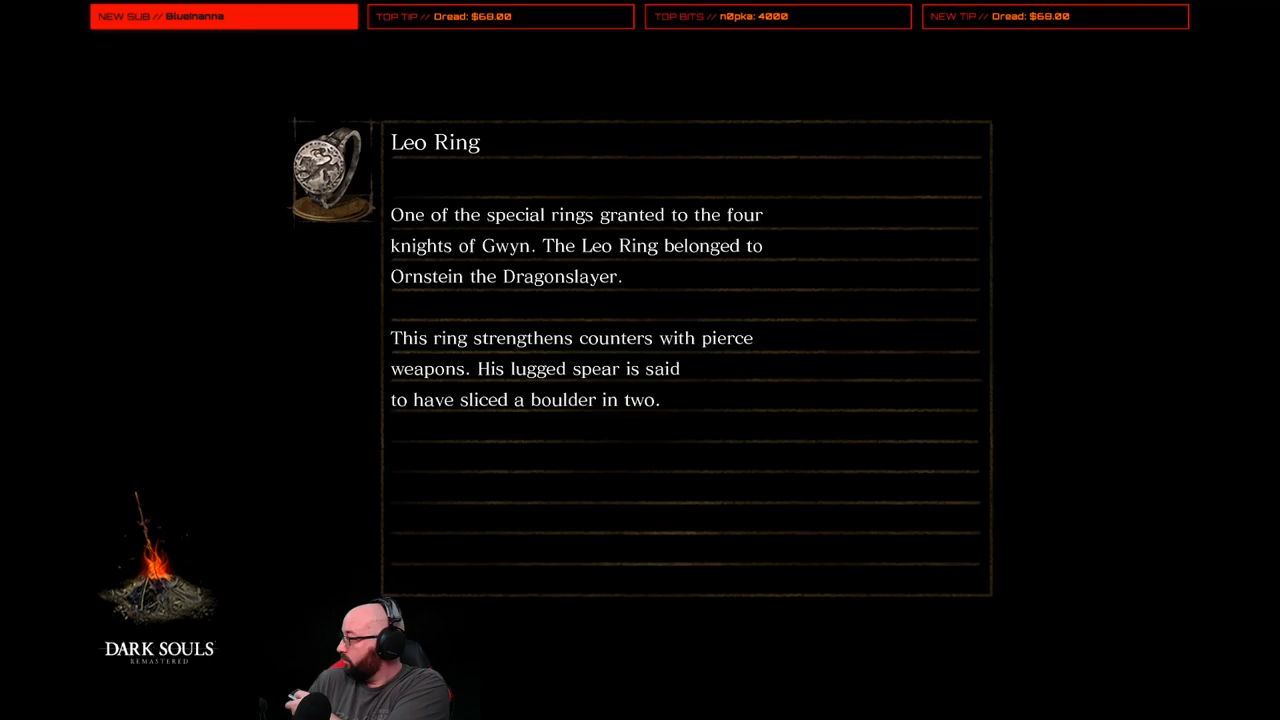 NEW SUB // Blue!nanna
TOP TIP // Dread: $68.00
TOP BITS // n0pka: 4000
NEW TIP // Dread: $68.00
Leo Ring
One of the special rings granted to the four
knights of Gwyn. The Leo Ring belonged to
Ornstein the Dragonslayer.
This ring strengthens counters with pierce
weapons. His lugged spear is said
to have sliced a boulder in two.
DARK SOULS
REMASTERED